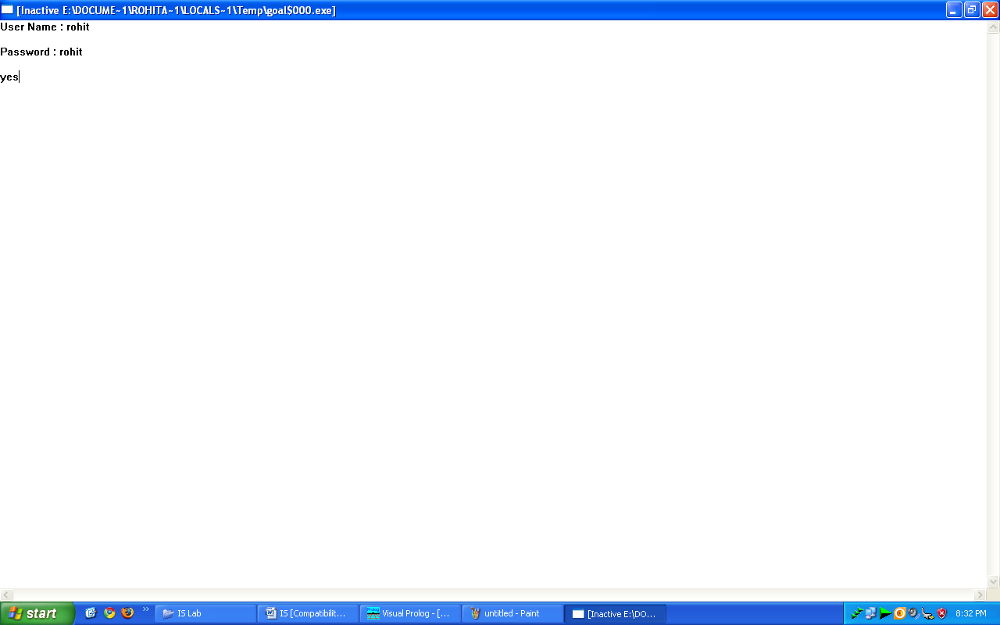 [Inactive E:\DOCUME~1\ROHITA~1\LOCALS~1\Temp\goal$000.exe]
User Name : rohit
Password : rohit
yes
start
IS Lab
IS [Compatibilit...
Visual Prolog - [...
untitled - Paint
[Inactive E:\DO...
8:32 PM